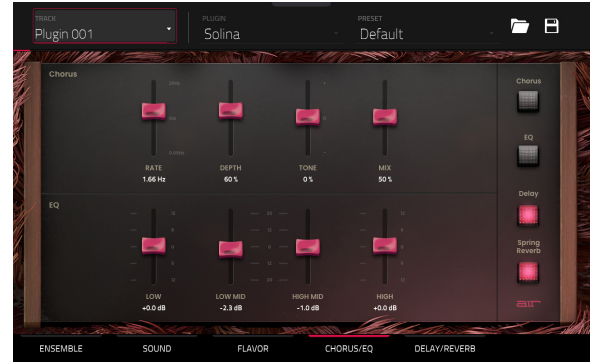 TRACK
Plugin 001
PLUGIN
Solina
PRESET
Default
Chorus
RATE
1.66 Hz
DEPTH
60 %
TONE
0 %
MIX
50 %
Chorus
EQ
Delay
Spring
Reverb
EQ
LOW
+0.0 dB
LOW MID
-2.3 dB
HIGH MID
-1.0 dB
HIGH
+0.0 dB
air
ENSEMBLE
SOUND
FLAVOR
CHORUS/EQ
DELAY/REVERB